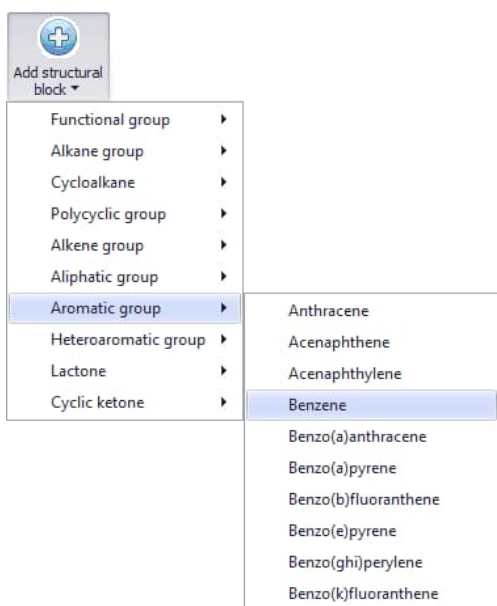 Add structural
block
Functional group
Alkane group
Cycloalkane
Polycyclic group
Alkene group
Aliphatic group
Aromatic group
Heteroaromatic group
Lactone
Cyclic ketone
Anthracene
Acenaphthene
Acenaphthylene
Benzene
Benzo(a)anthracene
Benzo(a)pyrene
Benzo(b)fluoranthene
Benzo(e)pyrene
Benzo(ghi)perylene
Benzo(k)fluoranthene